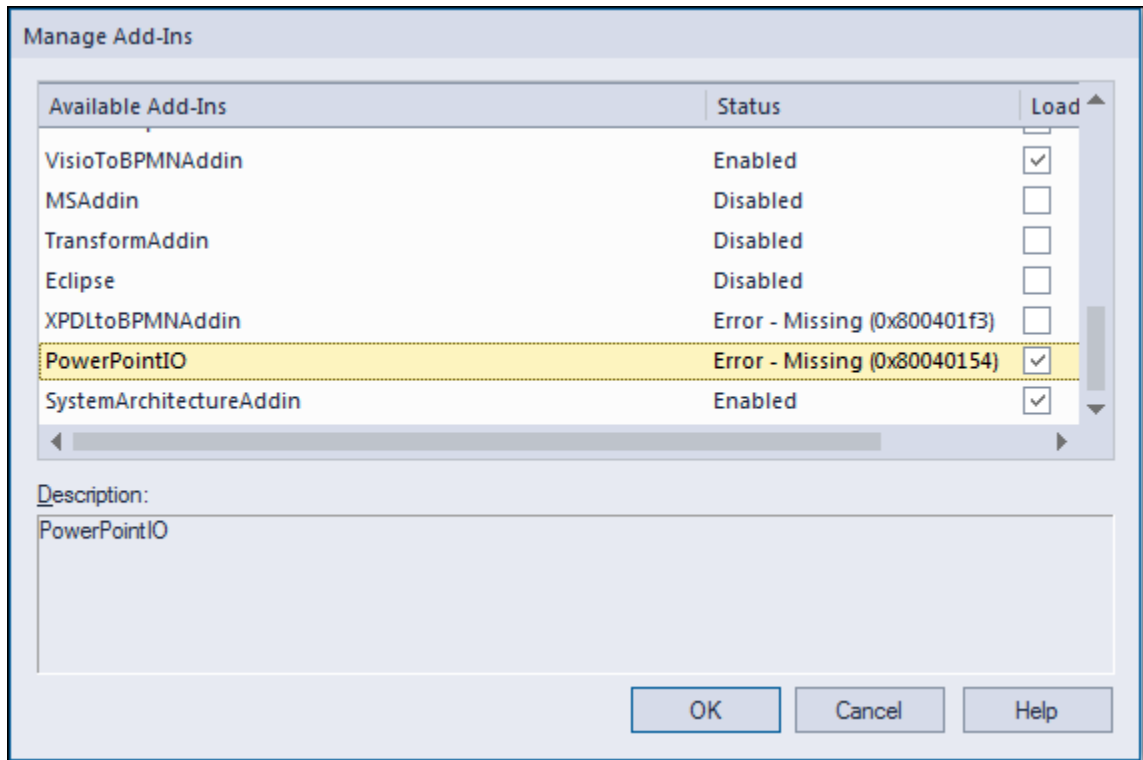 Manage Add-Ins
Available Add-Ins Status Load
VisioToBPMNAddin Enabled
MSAddin Disabled
TransformAddin Disabled
Eclipse Disabled
XPDLtoBPMNAddin Error - Missing (0x800401f3)
PowerPointIO Error - Missing (0x80040154)
SystemArchitectureAddin Enabled
Description:
PowerPointIO
OK Cancel Help